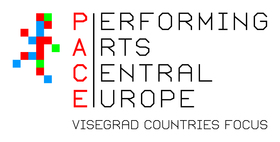 PERFORMING
ARTS
CENTRAL
EUROPE
VISEGRAD COUNTRIES FOCUS